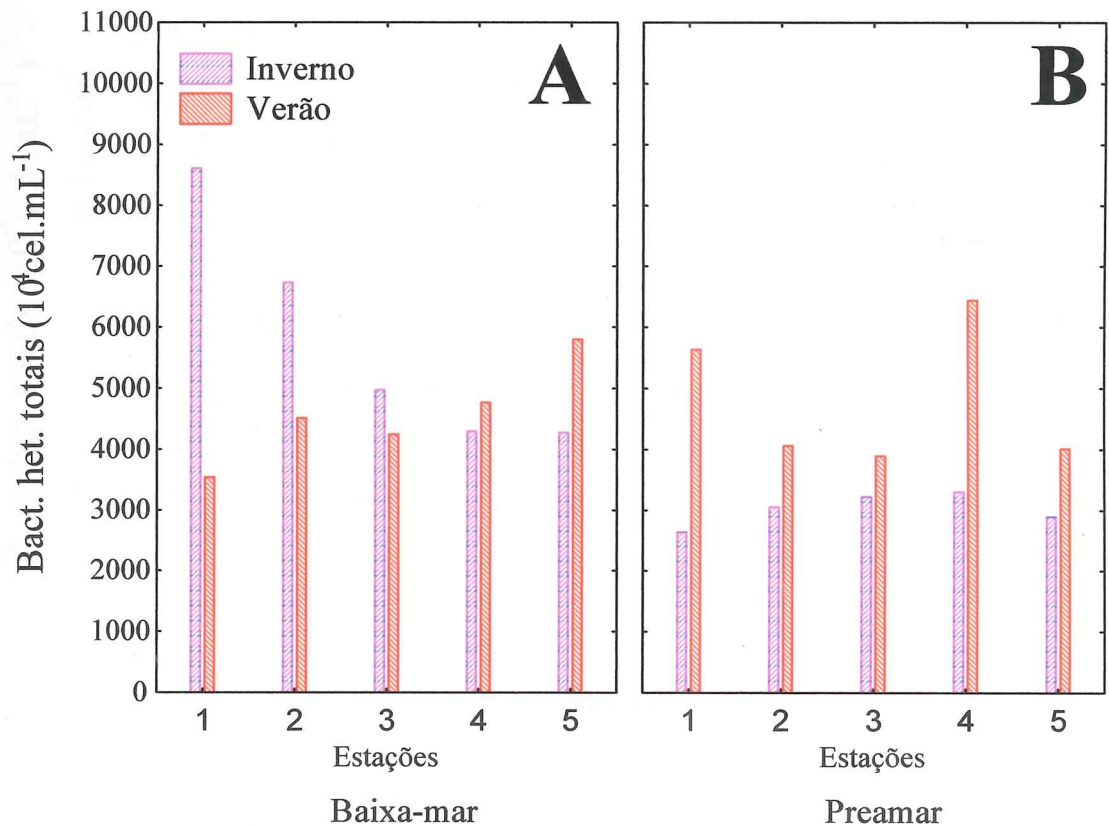 Bact. het. totais (10⁴cel.mL⁻¹)
11000
10000
9000
8000
7000
6000
5000
4000
3000
2000
1000
0
Inverno
Verão
A
1 2 3 4 5
Estações
Baixa-mar
B
1 2 3 4 5
Estações
Preamar